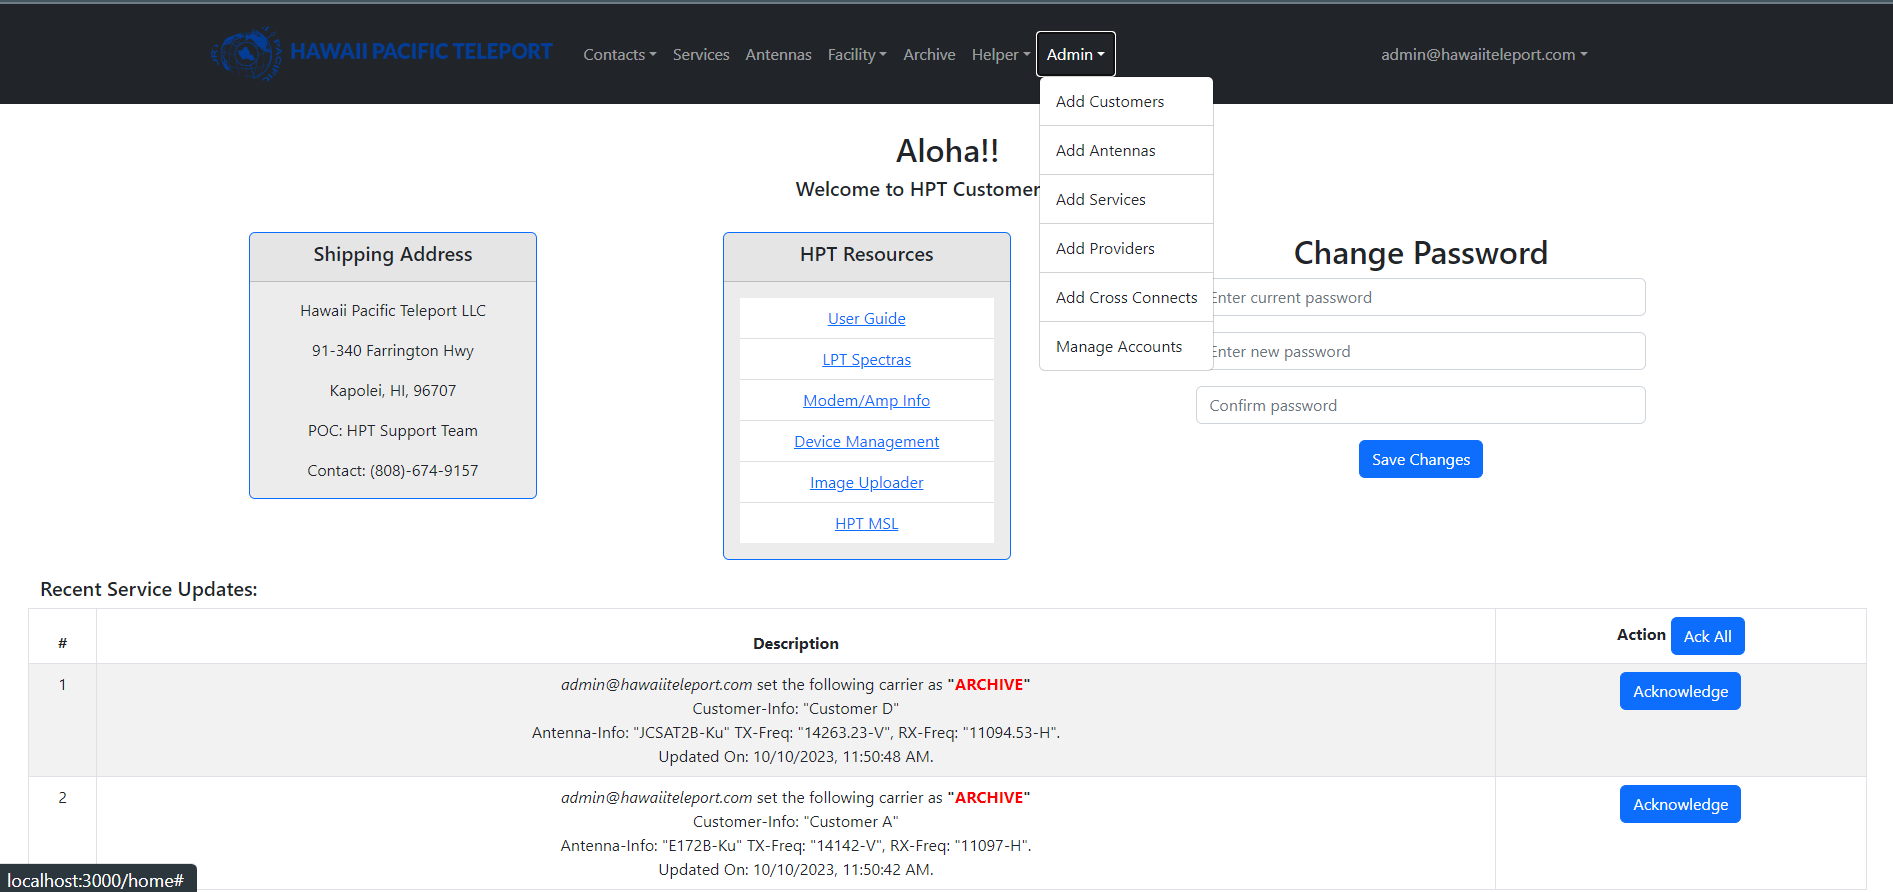 HAWAII PACIFIC TELEPORT
Contacts Services Antennas Facility Archive Helper Admin admin@hawaiiteleport.com
Add Customers
Add Antennas
Add Services
Add Providers
Add Cross Connects
Manage Accounts
Aloha!!
Welcome to HPT Customer
Shipping Address
Hawaii Pacific Teleport LLC
91-340 Farrington Hwy
Kapolei, HI, 96707
POC: HPT Support Team
Contact: (808)-674-9157
HPT Resources
User Guide
LPT Spectras
Modem/Amp Info
Device Management
Image Uploader
HPT MSL
Change Password
Enter current password
Enter new password
Confirm password
Save Changes
Recent Service Updates:
# Description Action Ack All
1 admin@hawaiiteleport.com set the following carrier as "ARCHIVE" Acknowledge
Customer-Info: "Customer D"
Antenna-Info: "JCSAT2B-Ku" TX-Freq: "14263.23-V", RX-Freq: "11094.53-H".
Updated On: 10/10/2023, 11:50:48 AM.
2 admin@hawaiiteleport.com set the following carrier as "ARCHIVE" Acknowledge
Customer-Info: "Customer A"
Antenna-Info: "E172B-Ku" TX-Freq: "14142-V", RX-Freq: "11097-H".
Updated On: 10/10/2023, 11:50:42 AM.
localhost:3000/home#